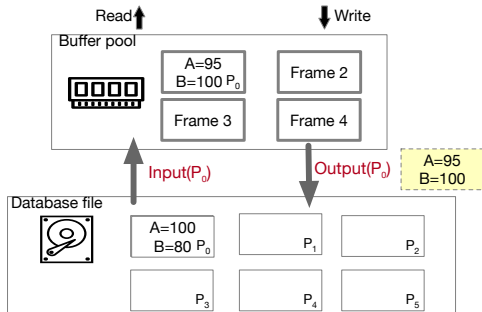 Read
Write
Buffer pool
A=95
B=100 P₀
Frame 2
Frame 3
Frame 4
Input(P₀)
Output(P₀)
A=95
B=100
Database file
A=100
B=80 P₀
P₁
P₂
P₃
P₄
P₅